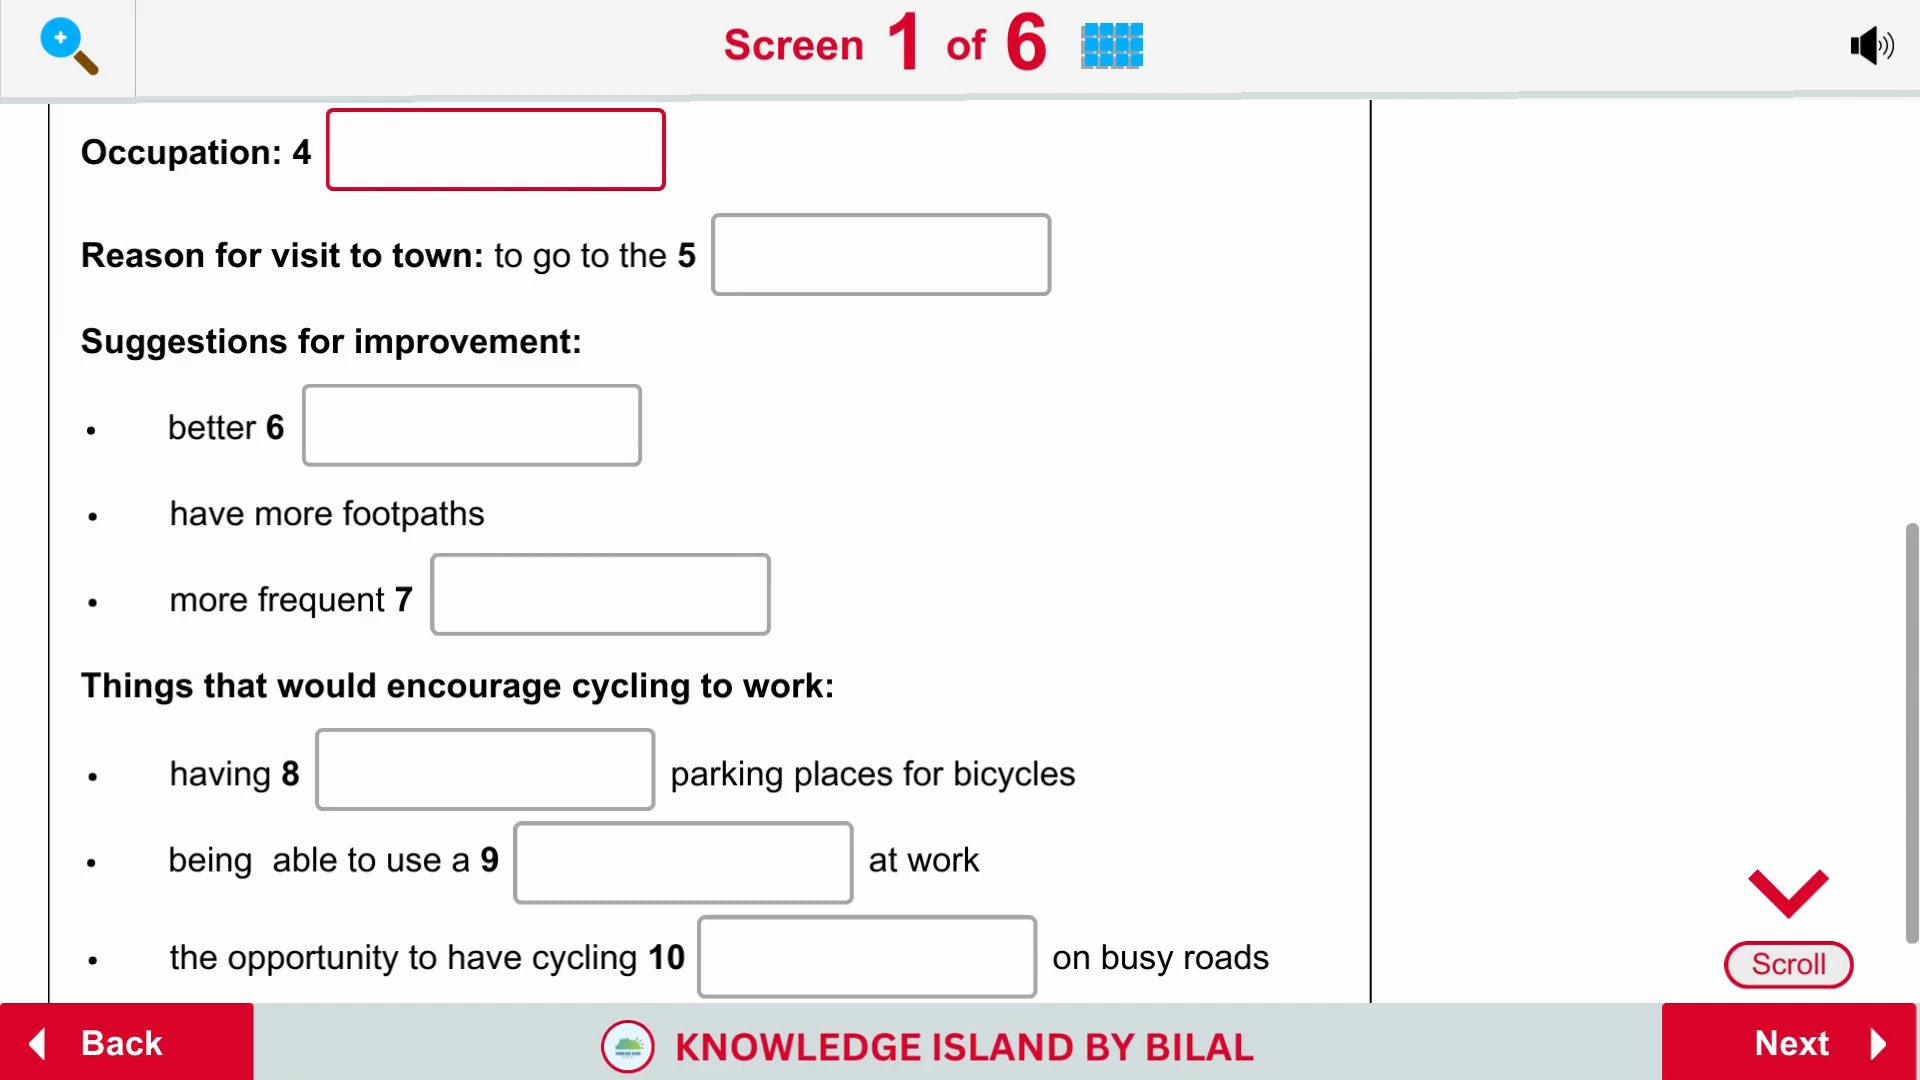 Screen 1 of 6
Occupation: 4
Reason for visit to town: to go to the 5
Suggestions for improvement:
• better 6
• have more footpaths
• more frequent 7
Things that would encourage cycling to work:
• having 8 parking places for bicycles
• being able to use a 9 at work
• the opportunity to have cycling 10 on busy roads
Scroll
Back
KNOWLEDGE ISLAND BY BILAL
Next